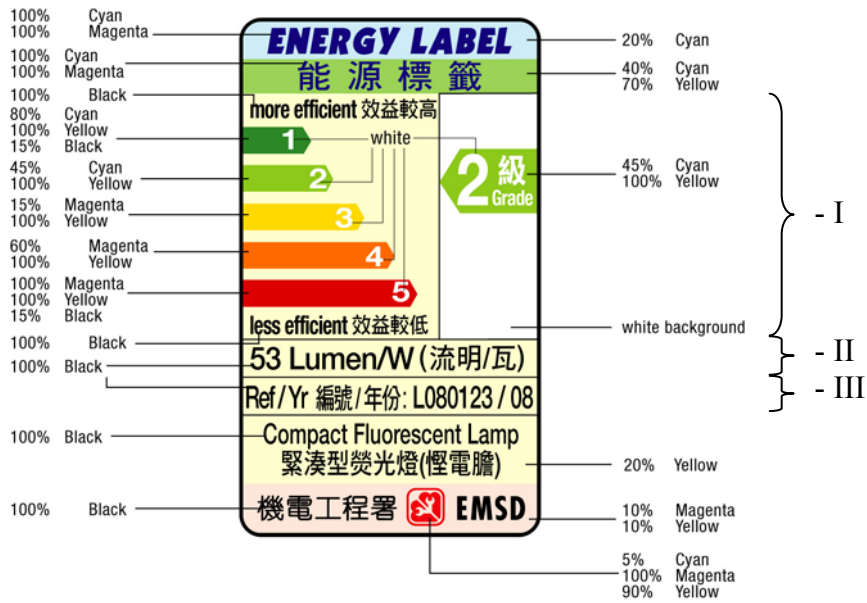 100% Cyan
100% Magenta
100% Cyan
100% Magenta
100% Black
80% Cyan
100% Yellow
15% Black
45% Cyan
100% Yellow
15% Magenta
100% Yellow
60% Magenta
100% Yellow
100% Magenta
100% Yellow
15% Black
100% Black
100% Black
100% Black
100% Black
ENERGY LABEL
能源標籤
more efficient 效益較高
1
white
2
3
4
5
2級
Grade
less efficient 效益較低
53 Lumen/W (流明/瓦)
Ref/Yr 編號/年份: L080123 / 08
Compact Fluorescent Lamp
緊湊型熒光燈(慳電膽)
機電工程署 EMSD
20% Cyan
40% Cyan
70% Yellow
45% Cyan
100% Yellow
white background
20% Yellow
10% Magenta
10% Yellow
5% Cyan
100% Magenta
90% Yellow
- I
- II
- III